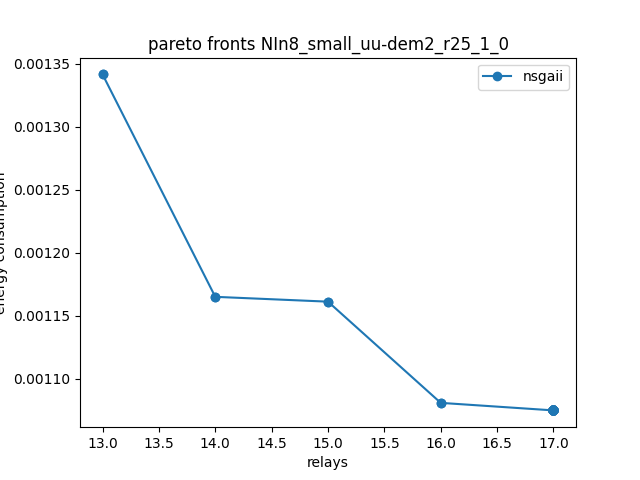 pareto fronts NIn8_small_uu-dem2_r25_1_0
nsgaii
0.00135
0.00130
0.00125
0.00120
0.00115
0.00110
energy consumption
13.0 13.5 14.0 14.5 15.0 15.5 16.0 16.5 17.0
relays